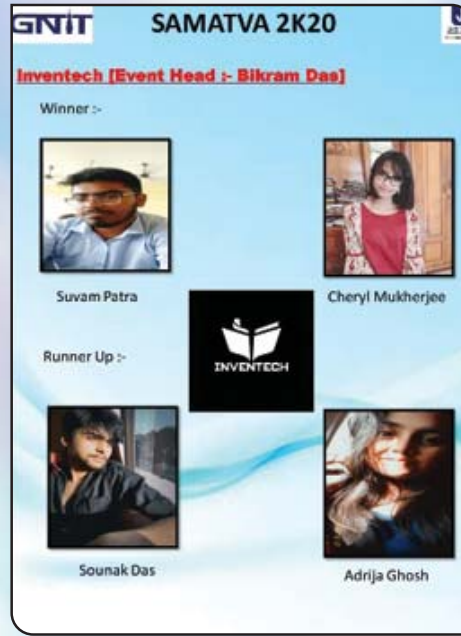 GNIT
SAMATVA 2K20
Inventech [Event Head :- Bikram Das]
Winner :-
Suvam Patra
Cheryl Mukherjee
INVENTECH
Runner Up :-
Sounak Das
Adrija Ghosh